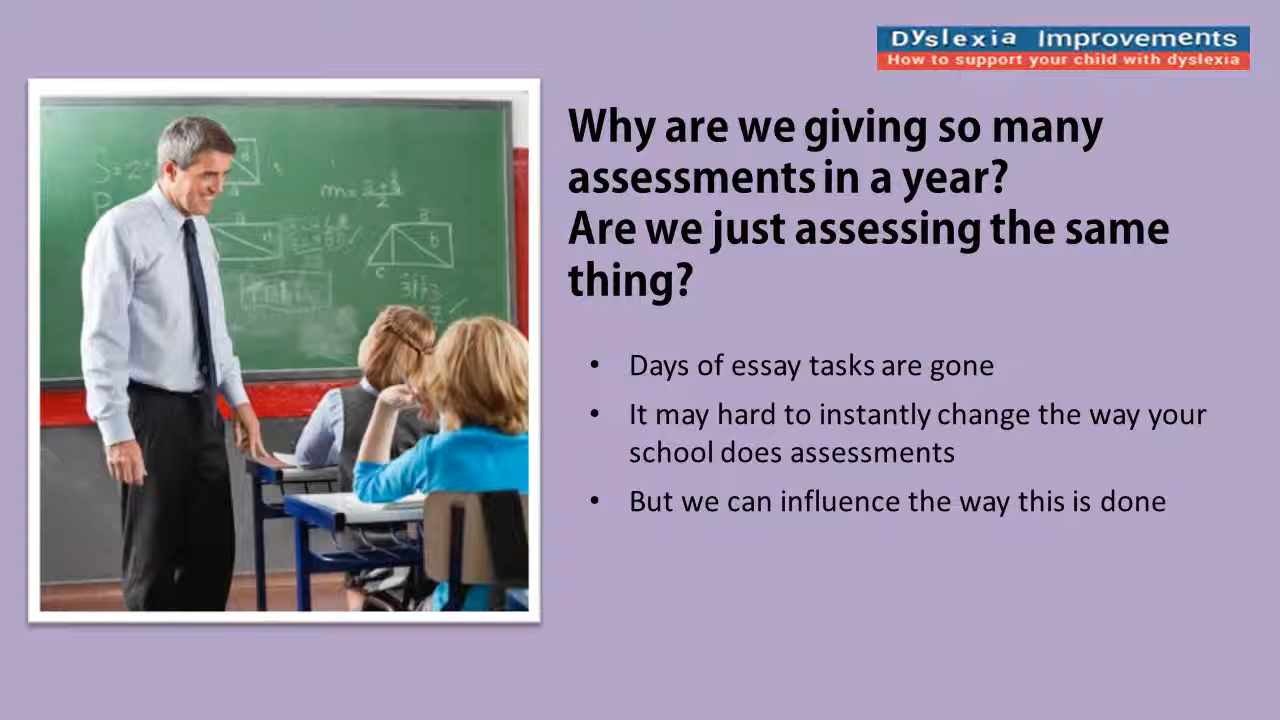 Dyslexia Improvements
How to support your child with dyslexia
Why are we giving so many
assessments in a year?
Are we just assessing the same
thing?
• Days of essay tasks are gone
• It may hard to instantly change the way your
school does assessments
• But we can influence the way this is done